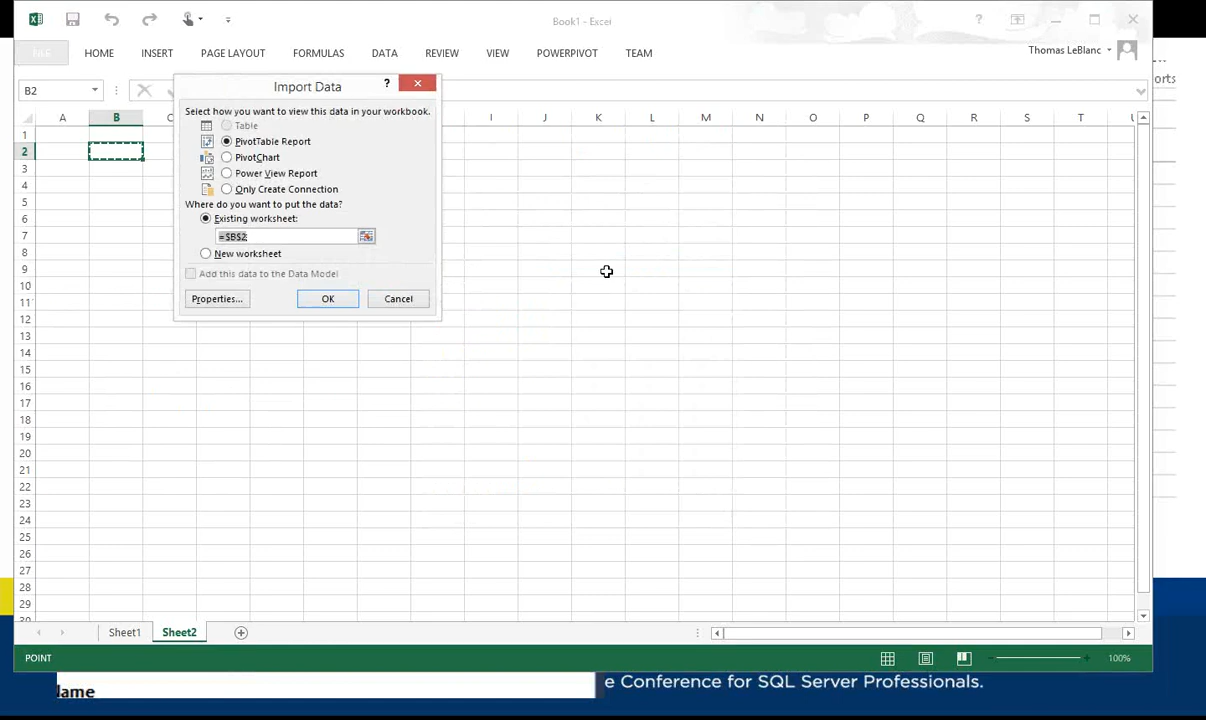 Book1 - Excel
?
FILE HOME INSERT PAGE LAYOUT FORMULAS DATA REVIEW VIEW POWERPIVOT TEAM
Thomas LeBlanc
orts
B2
Import Data
?
Select how you want to view this data in your workbook.
Table
PivotTable Report
PivotChart
Power View Report
Only Create Connection
Where do you want to put the data?
Existing worksheet:
=$B$2
New worksheet
Add this data to the Data Model
Properties...
OK
Cancel
A B C I J K L M N O P Q R S T U
1
2
3
4
5
6
7
8
9
10
11
12
13
14
15
16
17
18
19
20
21
22
23
24
25
26
27
28
29
30
Sheet1 Sheet2
POINT
100%
lame
e Conference for SQL Server Professionals.